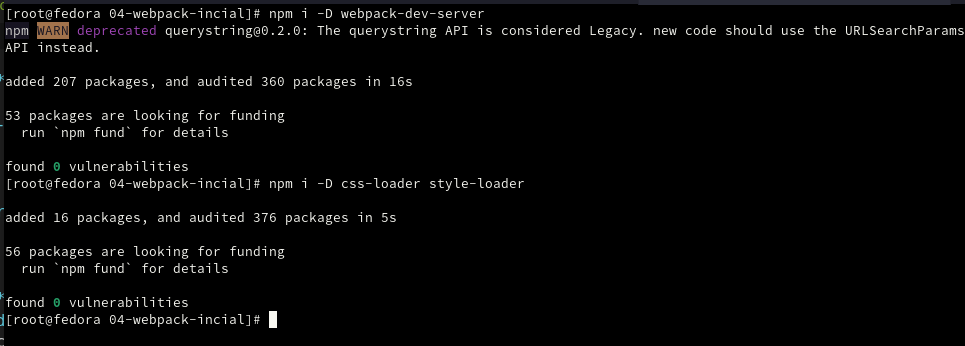 [root@fedora 04-webpack-incial]# npm i -D webpack-dev-server
npm WARN deprecated querystring@0.2.0: The querystring API is considered Legacy. new code should use the URLSearchParams
API instead.
added 207 packages, and audited 360 packages in 16s
53 packages are looking for funding
run `npm fund` for details
found 0 vulnerabilities
[root@fedora 04-webpack-incial]# npm i -D css-loader style-loader
added 16 packages, and audited 376 packages in 5s
56 packages are looking for funding
run `npm fund` for details
found 0 vulnerabilities
[root@fedora 04-webpack-incial]#